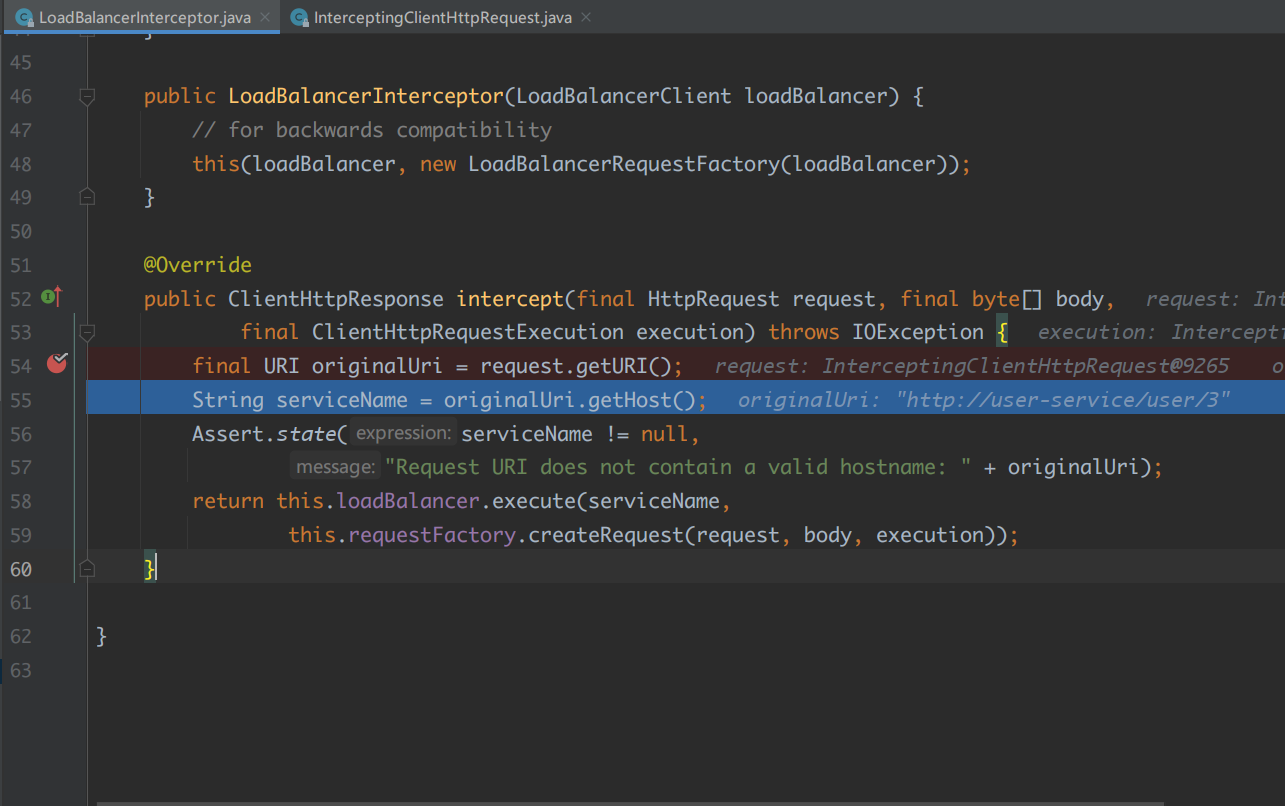 LoadBalancerInterceptor.java InterceptingClientHttpRequest.java
45
46 public LoadBalancerInterceptor(LoadBalancerClient loadBalancer) {
47 // for backwards compatibility
48 this(loadBalancer, new LoadBalancerRequestFactory(loadBalancer));
49 }
50
51 @Override
52 public ClientHttpResponse intercept(final HttpRequest request, final byte[] body, request: Int
53 final ClientHttpRequestExecution execution) throws IOException { execution: Intercepti
54 final URI originalUri = request.getURI(); request: InterceptingClientHttpRequest@9265 o
55 String serviceName = originalUri.getHost(); originalUri: "http://user-service/user/3"
56 Assert.state( expression: serviceName != null,
57 message: "Request URI does not contain a valid hostname: " + originalUri);
58 return this.loadBalancer.execute(serviceName,
59 this.requestFactory.createRequest(request, body, execution));
60 }
61
62 }
63